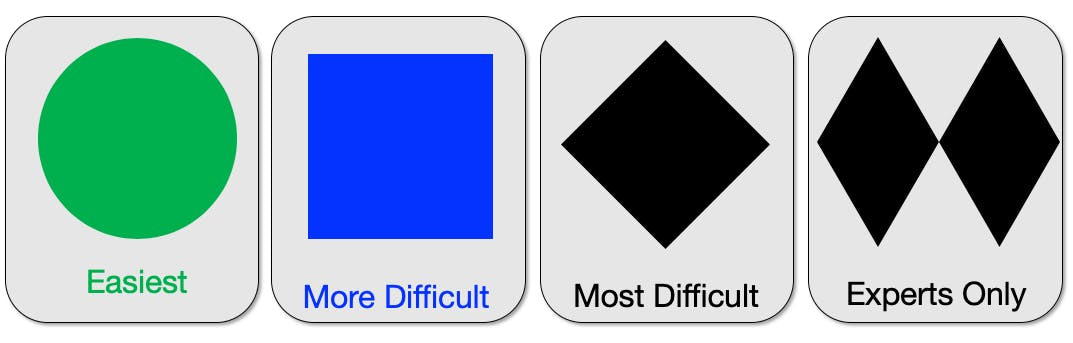 Easiest
More Difficult
Most Difficult
Experts Only